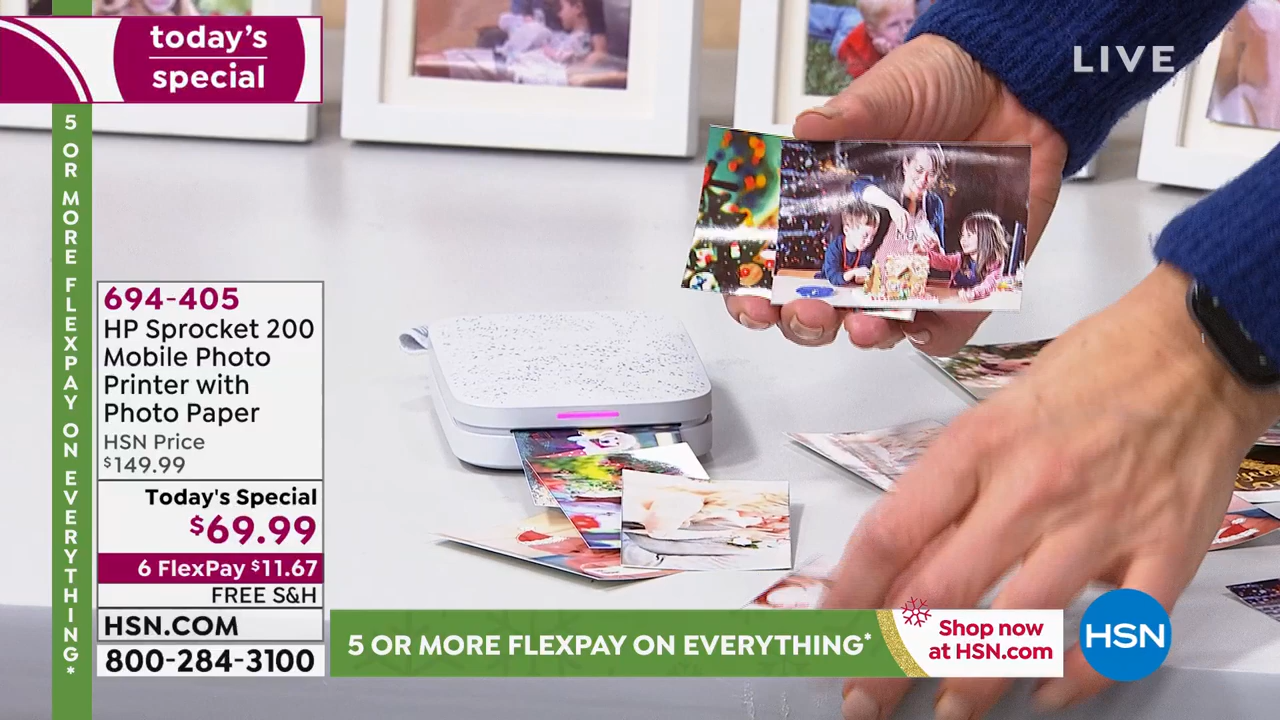 today's
special
LIVE
5 OR MORE FLEXPAY ON EVERYTHING*
694-405
HP Sprocket 200
Mobile Photo
Printer with
Photo Paper
HSN Price
$149.99
Today's Special
$69.99
6 FlexPay $11.67
FREE S&H
HSN.COM
800-284-3100
5 OR MORE FLEXPAY ON EVERYTHING*
Shop now
at HSN.com
HSN